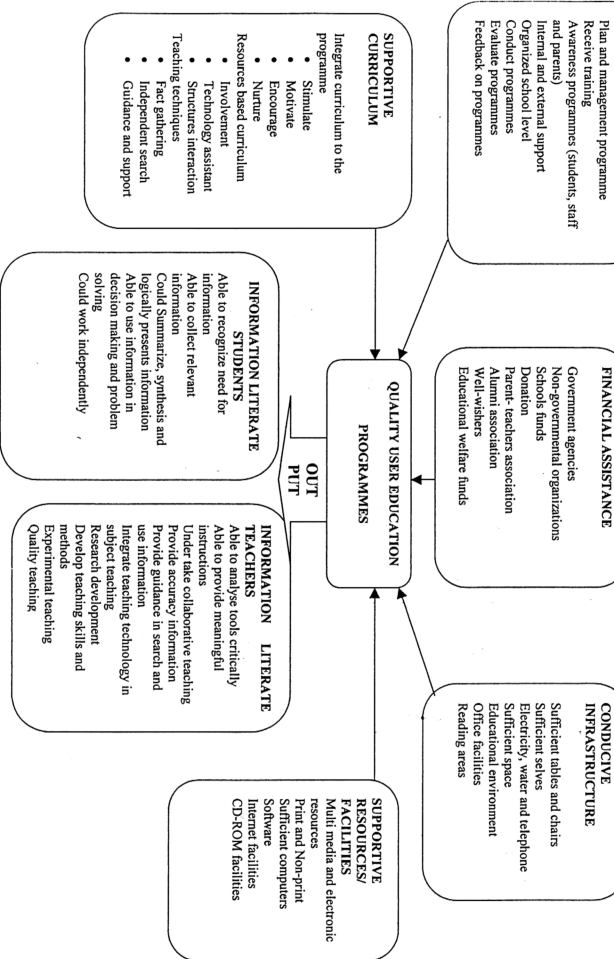 Plan and management programme
Receive training
Awareness programmes (students, staff
and parents)
Internal and external support
Organized school level
Conduct programmes
Evaluate programmes
Feedback on programmes
FINANCIAL ASSISTANCE
Government agencies
Non-governmental organizations
Schools funds
Donation
Parent- teachers association
Alumni association
Well-wishers
Educational welfare funds
CONDUCIVE
INFRASTRUCTURE
Sufficient tables and chairs
Sufficient selves
Electricity, water and telephone
Sufficient space
Educational environment
Office facilities
Reading areas
SUPPORTIVE
CURRICULUM
Integrate curriculum to the
programme
• Stimulate
• Motivate
• Encourage
• Nurture
Resources based curriculum
• Involvement
• Technology assistant
• Structures interaction
Teaching techniques
• Fact gathering
• Independent search
• Guidance and support
QUALITY USER EDUCATION
PROGRAMMES
OUT
PUT
INFORMATION LITERATE
STUDENTS
Able to recognize need for
information
Able to collect relevant
information
Could Summarize, synthesis and
logically presents information
Able to use information in
decision making and problem
solving
Could work independently
INFORMATION LITERATE
TEACHERS
Able to analyse tools critically
Able to provide meaningful
instructions
Under take collaborative teaching
Provide accuracy information
Provide guidance in search and
use information
Integrate teaching technology in
subject teaching
Research development
Develop teaching skills and
methods
Experimental teaching
Quality teaching
SUPPORTIVE
RESOURCES/
FACILITIES
Multi media and electronic
resources
Print and Non-print
Sufficient computers
Software
Internet facilities
CD-ROM facilities